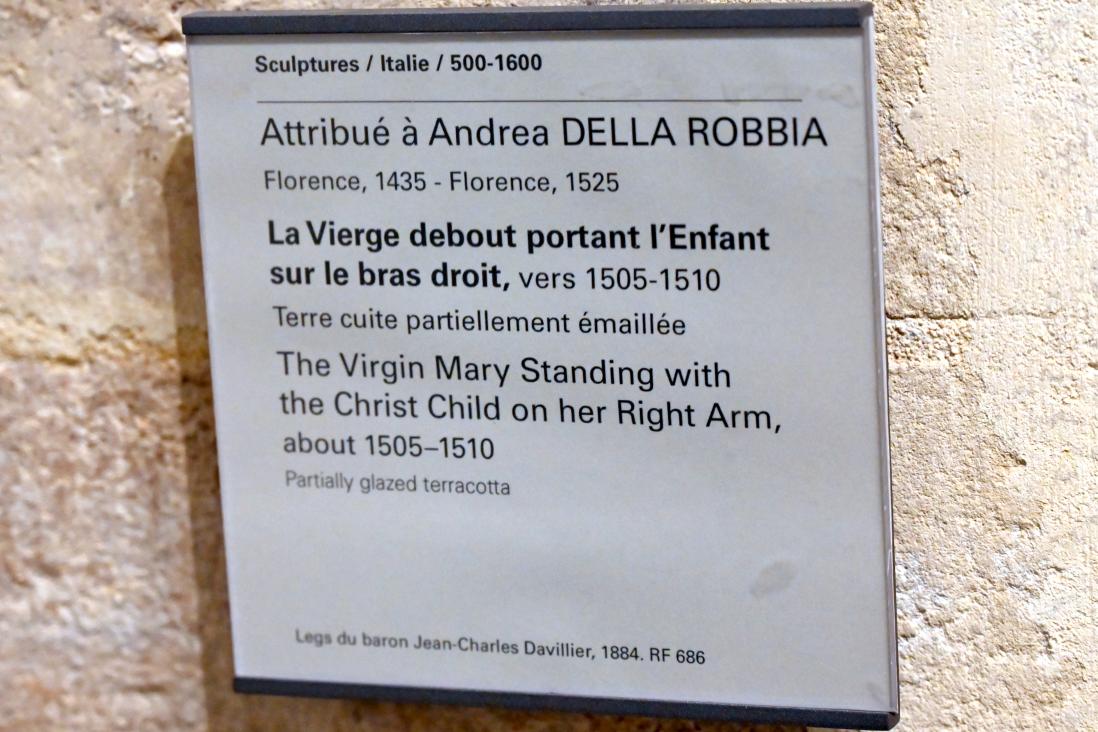 Sculptures / Italie / 500-1600
Attribué à Andrea DELLA ROBBIA
Florence, 1435 - Florence, 1525
La Vierge debout portant l'Enfant
sur le bras droit, vers 1505-1510
Terre cuite partiellement émaillée
The Virgin Mary Standing with
the Christ Child on her Right Arm,
about 1505–1510
Partially glazed terracotta
Legs du baron Jean-Charles Davillier, 1884. RF 686